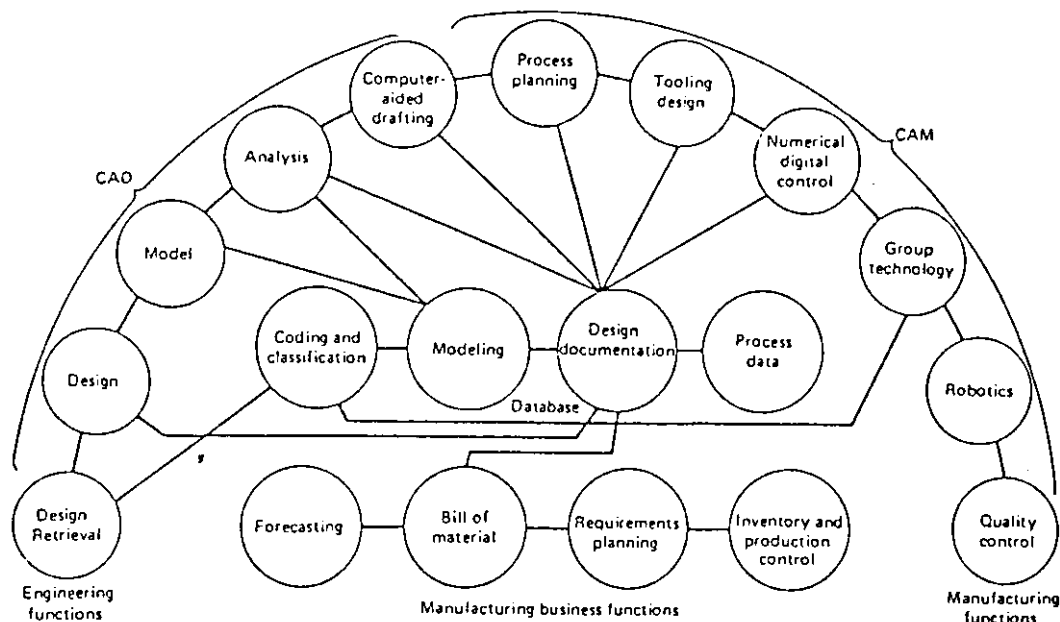 Process
planning
Tooling
design
Computer-
aided
drafting
CAM
Numerical
digital
control
Analysis
CAD
Model
Group
technology
Coding and
classification
Modeling
Design
documentation
Process
data
Design
Robotics
Database
Design
Retrieval
Forecasting
Bill of
material
Requirements
planning
Inventory and
production
control
Quality
control
Engineering
functions
Manufacturing business functions
Manufacturing
functions